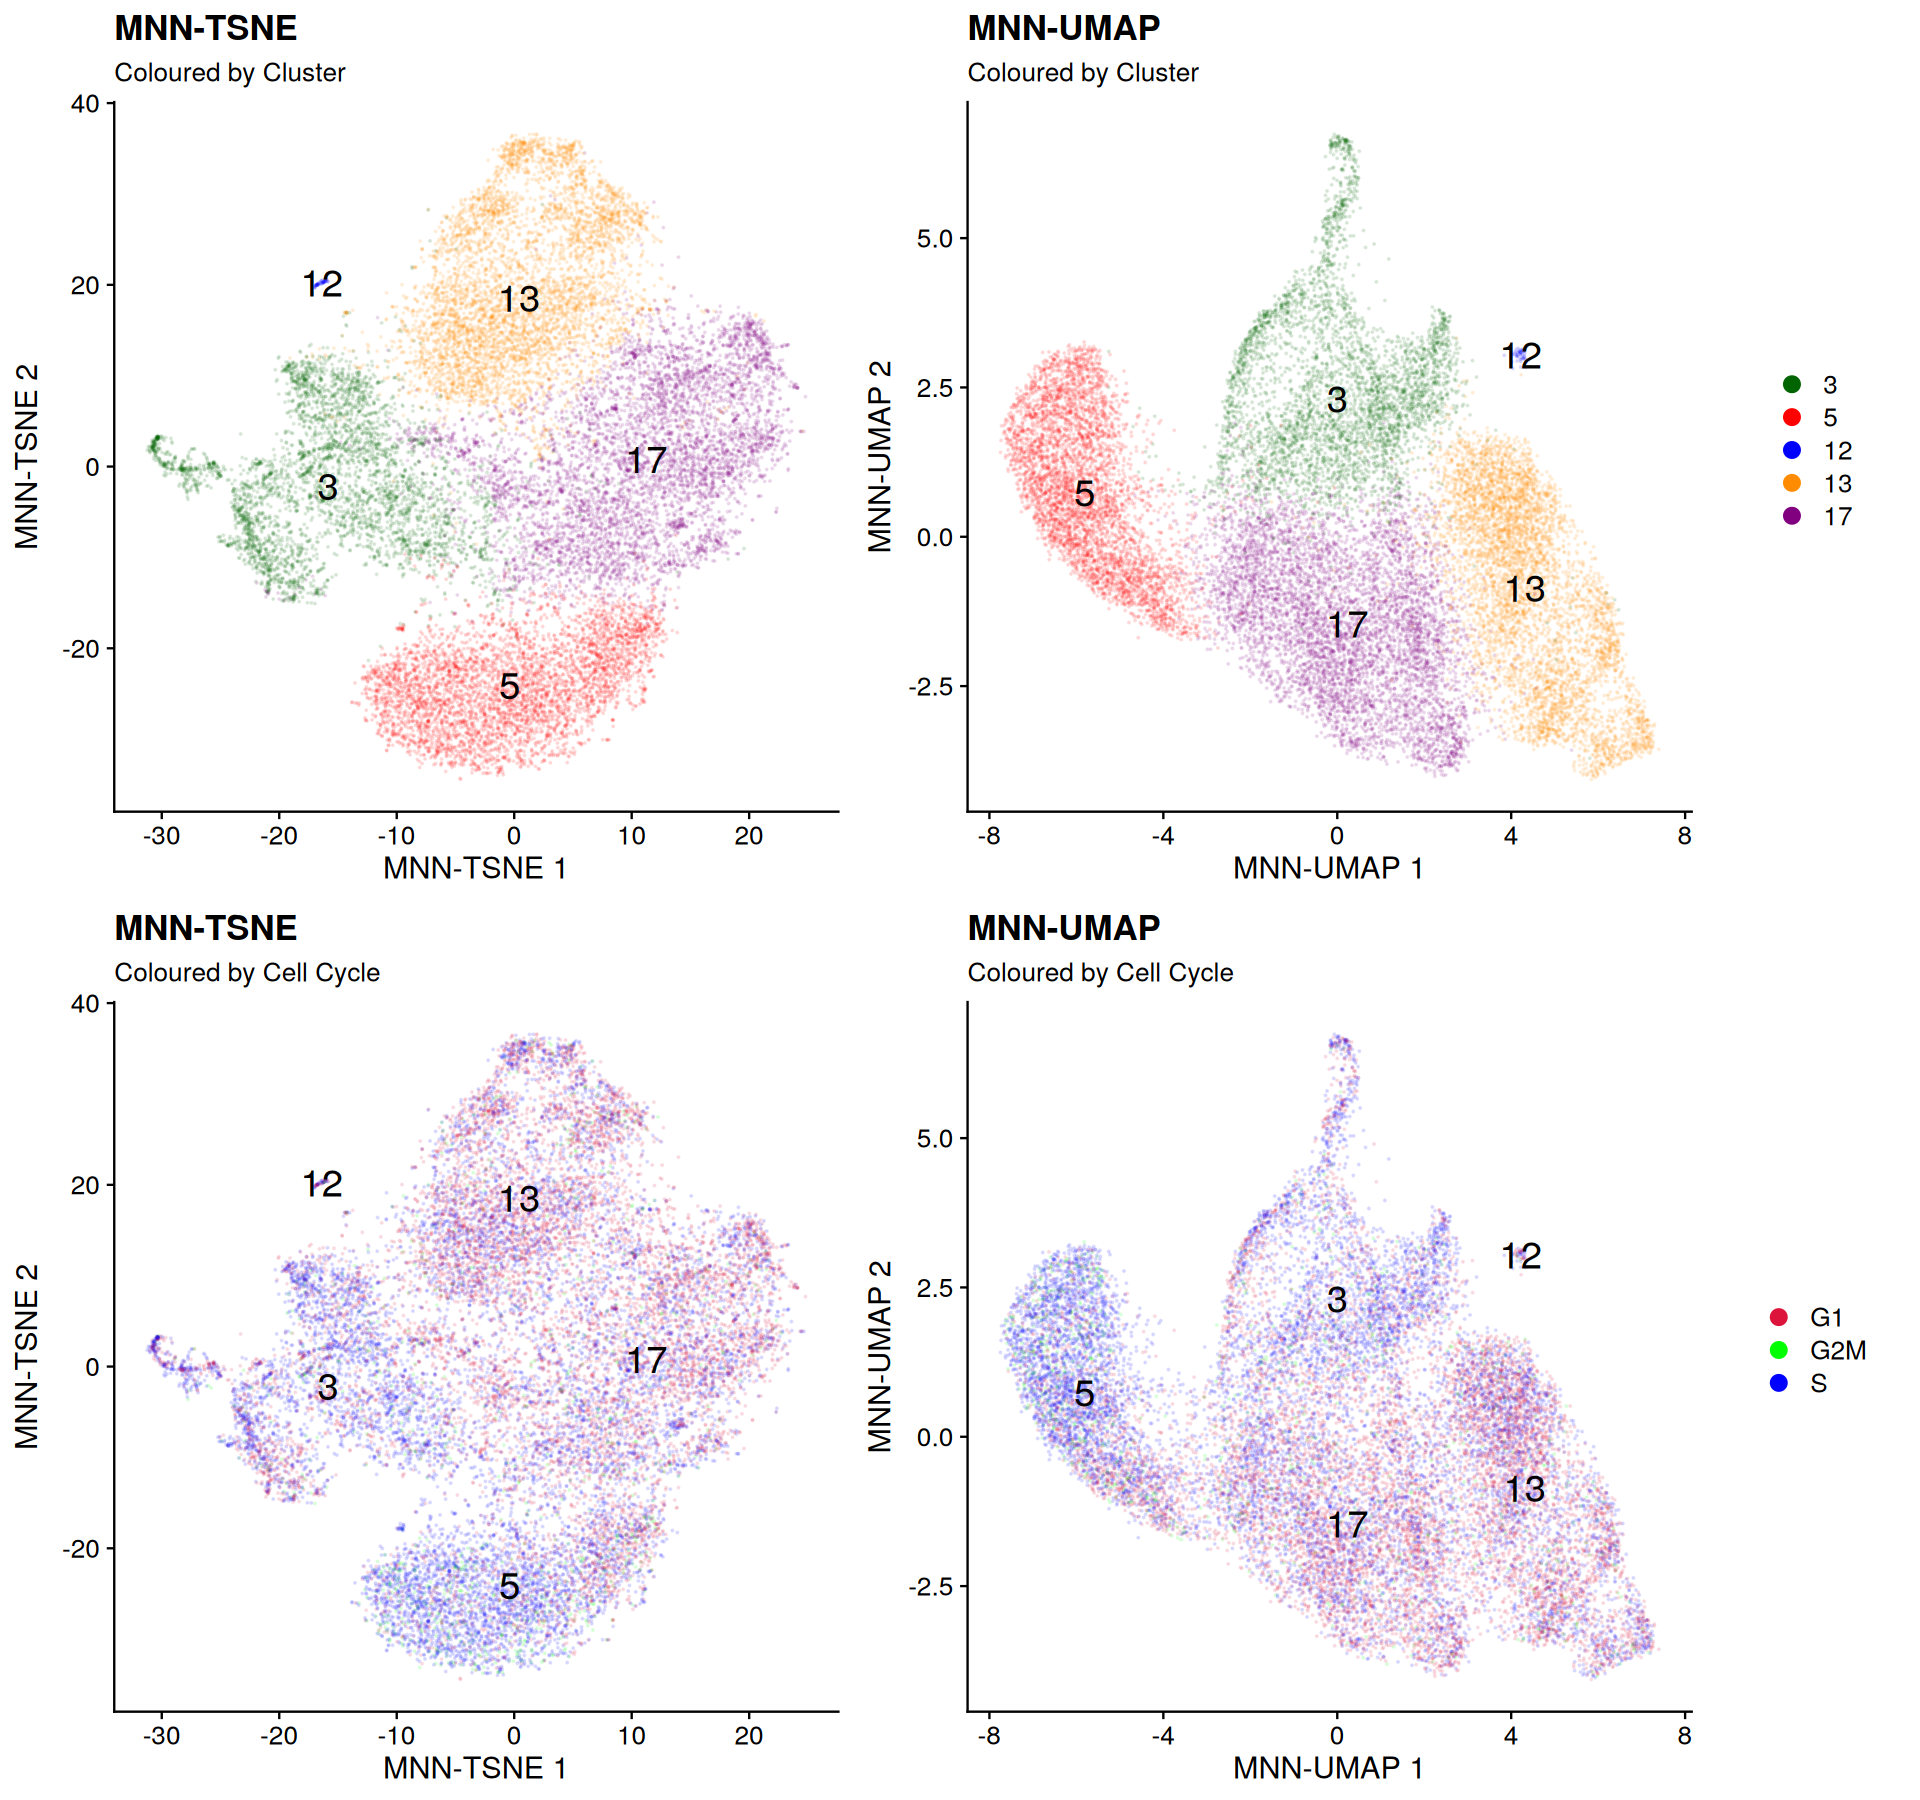 MNN-TSNE
Coloured by Cluster
40
20
0
-20
MNN-TSNE 2
12
13
17
3
5
-30 -20 -10 0 10 20
MNN-TSNE 1
MNN-UMAP
Coloured by Cluster
5.0
2.5
0.0
-2.5
MNN-UMAP 2
12
3
5
13
17
-8 -4 0 4 8
MNN-UMAP 1
3
5
12
13
17
MNN-TSNE
Coloured by Cell Cycle
40
20
0
-20
MNN-TSNE 2
12
13
17
3
5
-30 -20 -10 0 10 20
MNN-TSNE 1
MNN-UMAP
Coloured by Cell Cycle
5.0
2.5
0.0
-2.5
MNN-UMAP 2
12
3
5
13
17
-8 -4 0 4 8
MNN-UMAP 1
G1
G2M
S